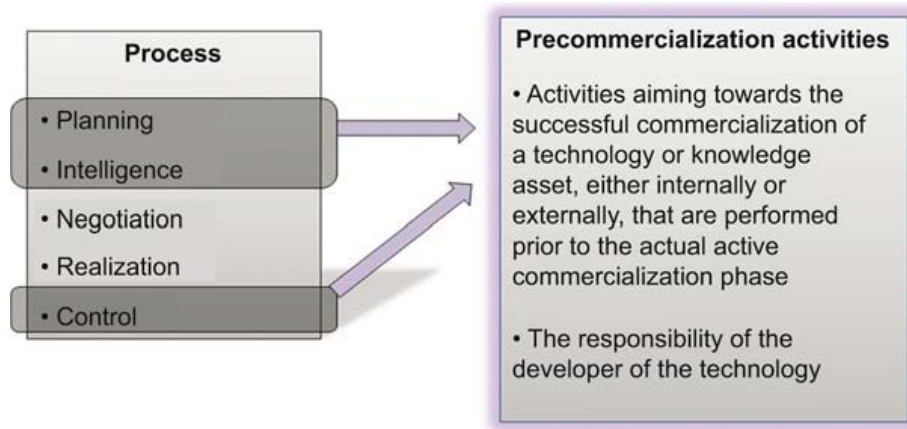 Process
• Planning
• Intelligence
• Negotiation
• Realization
• Control
Precommercialization activities
• Activities aiming towards the
successful commercialization of
a technology or knowledge
asset, either internally or
externally, that are performed
prior to the actual active
commercialization phase
• The responsibility of the
developer of the technology